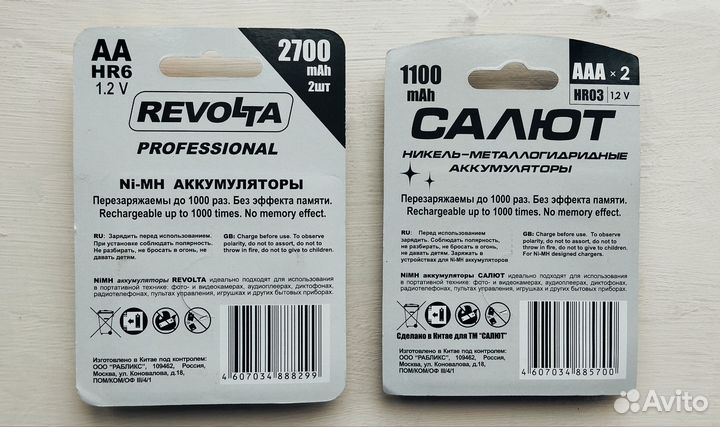 AA
HR6
1.2 V
2700
mAh
2шт
REVOLTA
PROFESSIONAL
Ni-MH АККУМУЛЯТОРЫ
Перезаряжаемы до 1000 раз. Без эффекта памяти.
Rechargeable up to 1000 times. No memory effect.
RU: Зарядить перед использованием.
При установке соблюдать полярность.
Не разбирать, не бросать в огонь, не
давать детям.
GB: Charge before use. To observe
polarity, do not to assort, do not to
throw in fire, do not to give to children.
NiMH аккумуляторы REVOLTA идеально подходят для использования
в портативной технике: фото- и видеокамерах, аудиоплеерах, диктофонах,
радиотелефонах, пультах управления, игрушках и других бытовых приборах.
Изготовлено в Китае под контролем:
ООО "РАБЛИКС", 109462, Россия,
Москва, ул. Коновалова, д.18,
ПОМ/КОМ/ОФ III/4/1
4 607034 888299
1100
mAh
AAA × 2
HR03 1,2 V
САЛЮТ
НИКЕЛЬ-МЕТАЛЛОГИДРИДНЫЕ
АККУМУЛЯТОРЫ
Перезаряжаемы до 1000 раз. Без эффекта памяти.
Rechargeable up to 1000 times. No memory effect.
RU: Зарядить перед использованием.
При установке соблюдать полярность,
не разбирать, не бросать в огонь, не
давать детям. Заряжать в
устройствах для Ni-MH аккумуляторов
GB: Charge before use. To observe
polarity, do not to assort, do not to
throw in fire, do not to give to children.
For Ni-MH designed chargers.
NiMH аккумуляторы САЛЮТ идеально подходят для использования
в портативной технике: фото- и видеокамерах, аудиоплеерах, диктофонах,
радиотелефонах, пультах управления, игрушках и других бытовых приборах.
Сделано в Китае для ТМ "САЛЮТ"
Изготовлено в Китае под контролем:
ООО "РАБЛИКС", 109462, Россия,
Москва, ул. Коновалова, д.18,
ПОМ/КОМ/ОФ III/4/1
4 607034 885700
Avito